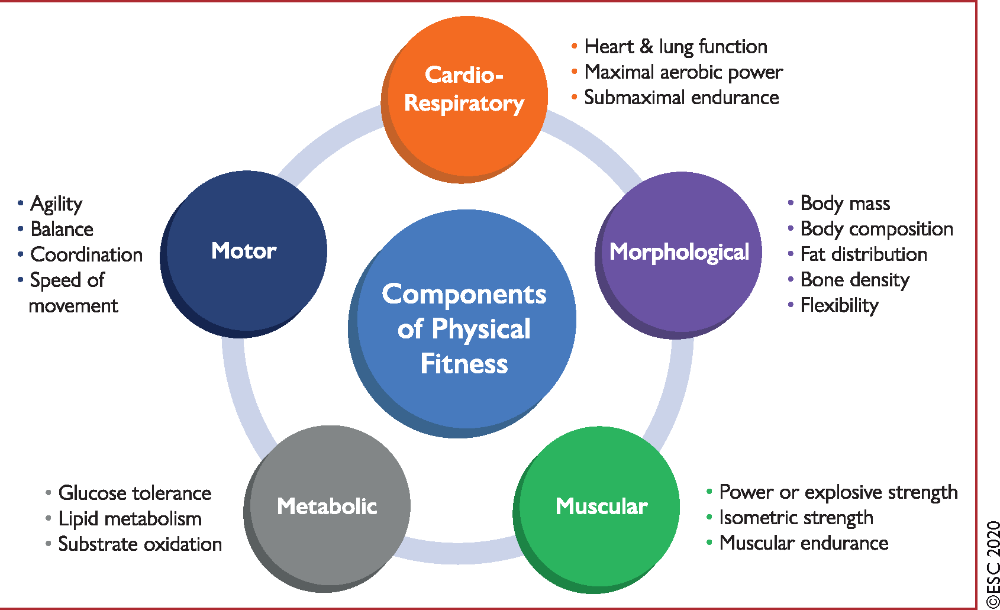 Cardio-
Respiratory
• Heart & lung function
• Maximal aerobic power
• Submaximal endurance
Morphological
• Body mass
• Body composition
• Fat distribution
• Bone density
• Flexibility
Muscular
• Power or explosive strength
• Isometric strength
• Muscular endurance
Metabolic
• Glucose tolerance
• Lipid metabolism
• Substrate oxidation
Motor
• Agility
• Balance
• Coordination
• Speed of
movement
Components
of Physical
Fitness
©ESC 2020